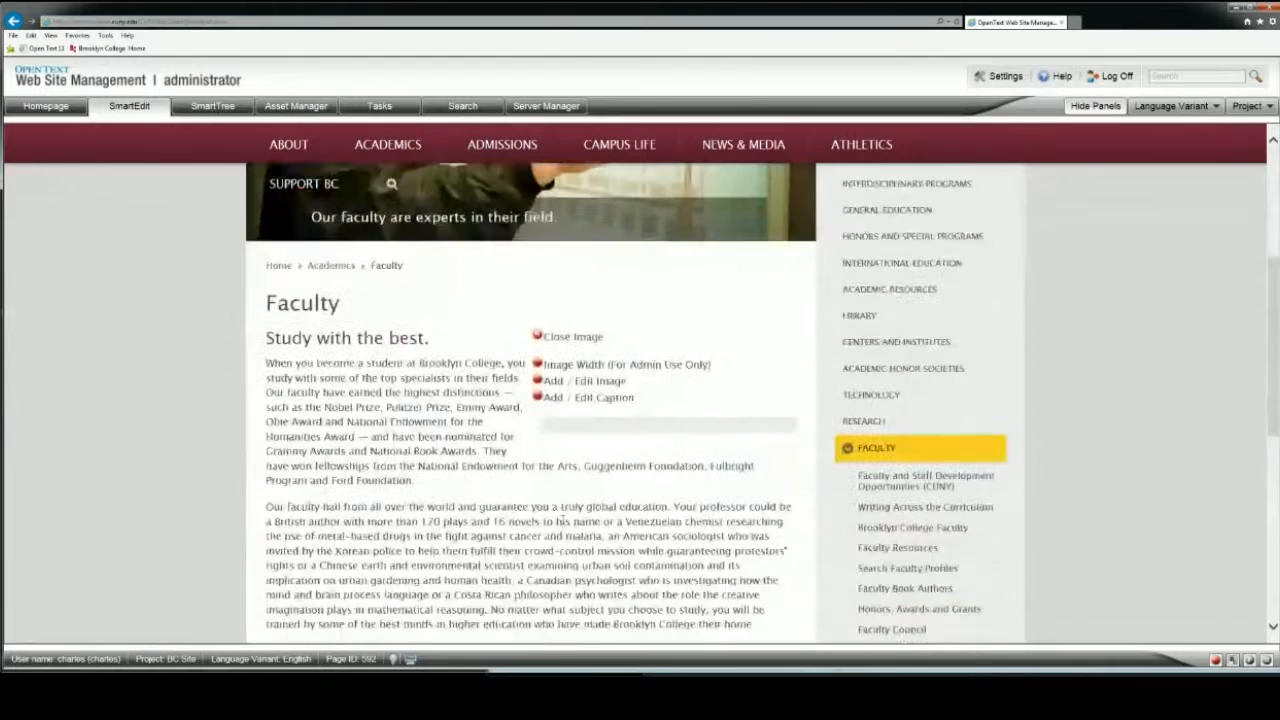 OpenText Web Site Manage...
File Edit View Favorites Tools Help
Open Text 11 Brooklyn College Home
OPENTEXT
Web Site Management | administrator
Settings Help Log Off Search
Homepage SmartEdit SmartTree Asset Manager Tasks Search Server Manager Hide Panels Language Variant Project
ABOUT ACADEMICS ADMISSIONS CAMPUS LIFE NEWS & MEDIA ATHLETICS
SUPPORT BC
Our faculty are experts in their field.
Home » Academics » Faculty
Faculty
Study with the best.
When you become a student at Brooklyn College, you
study with some of the top specialists in their fields.
Our faculty have earned the highest distinctions —
such as the Nobel Prize, Pulitzer Prize, Emmy Award,
Obie Award and National Endowment for the
Humanities Award — and have been nominated for
Grammy Awards and National Book Awards. They
have won fellowships from the National Endowment for the Arts, Guggenheim Foundation, Fulbright
Program and Ford Foundation.
Close Image
Image Width (For Admin Use Only)
Add / Edit Image
Add / Edit Caption
Our faculty hail from all over the world and guarantee you a truly global education. Your professor could be
a British author with more than 170 plays and 16 novels to his name or a Venezuelan chemist researching
the use of metal-based drugs in the fight against cancer and malaria, an American sociologist who was
invited by the Korean police to help them fulfill their crowd-control mission while guaranteeing protestors'
rights or a Chinese earth and environmental scientist examining urban soil contamination and its
implication on urban gardening and human health, a Canadian psychologist who is investigating how the
mind and brain process language or a Costa Rican philosopher who writes about the role the creative
imagination plays in mathematical reasoning. No matter what subject you choose to study, you will be
trained by some of the best minds in higher education who have made Brooklyn College their home
INTERDISCIPLINARY PROGRAMS
GENERAL EDUCATION
HONORS AND SPECIAL PROGRAMS
INTERNATIONAL EDUCATION
ACADEMIC RESOURCES
LIBRARY
CENTERS AND INSTITUTES
ACADEMIC HONOR SOCIETIES
TECHNOLOGY
RESEARCH
FACULTY
Faculty and Staff Development
Opportunities (CUNY)
Writing Across the Curriculum
Brooklyn College Faculty
Faculty Resources
Search Faculty Profiles
Faculty Book Authors
Honors, Awards and Grants
Faculty Council
User name: charles (charles) Project: BC Site Language Variant: English Page ID: 592